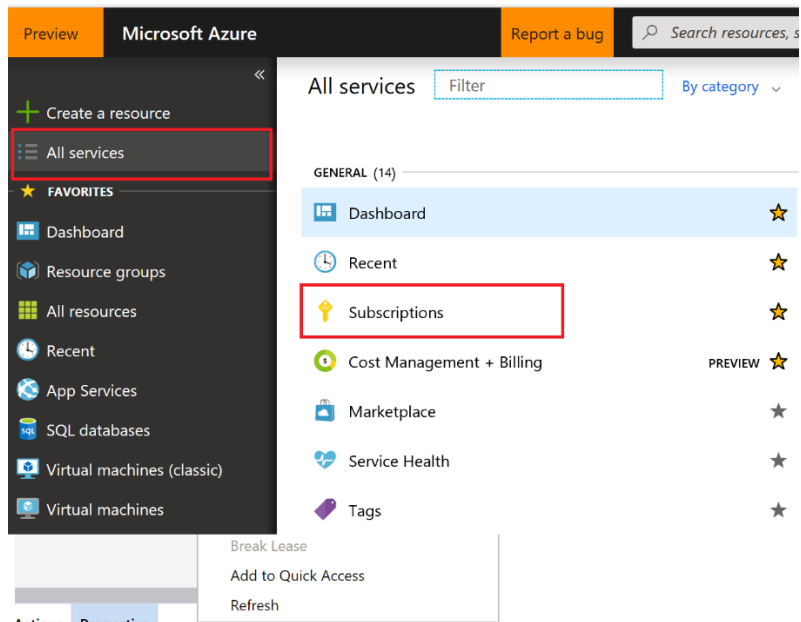 Preview
Microsoft Azure
Report a bug
Search resources, s
«
Create a resource
All services
FAVORITES
Dashboard
Resource groups
All resources
Recent
App Services
SQL databases
Virtual machines (classic)
Virtual machines
All services
Filter
By category
GENERAL (14)
Dashboard
Recent
Subscriptions
Cost Management + Billing
PREVIEW
Marketplace
Service Health
Tags
Break Lease
Add to Quick Access
Refresh